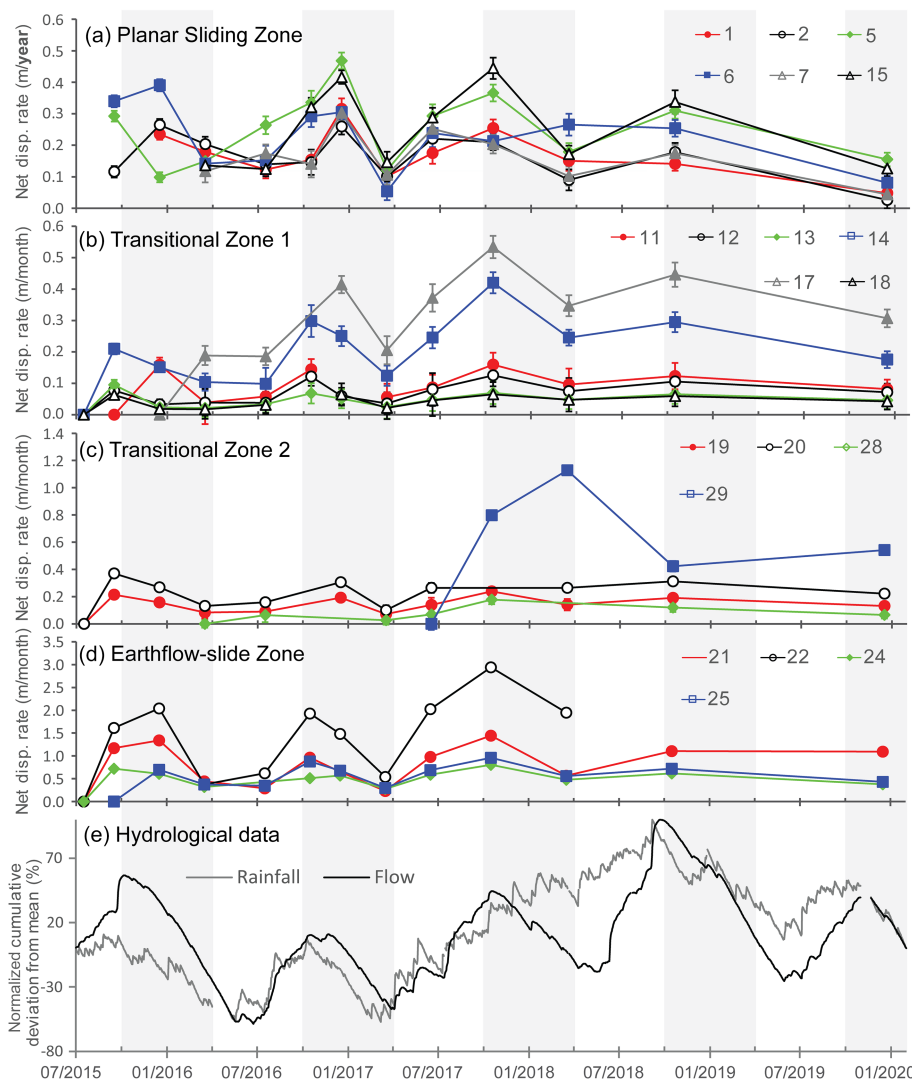 (a) Planar Sliding Zone
1 2 5
6 7 15
Net disp. rate (m/year)
0.6
0.5
0.4
0.3
0.2
0.1
0.0
(b) Transitional Zone 1
11 12 13 14
17 18
Net disp. rate (m/month)
0.6
0.5
0.4
0.3
0.2
0.1
0.0
(c) Transitional Zone 2
19 20 28
29
Net disp. rate (m/month)
1.4
1.2
1.0
0.8
0.6
0.4
0.2
0.0
(d) Earthflow-slide Zone
21 22 24
25
Net disp. rate (m/month)
3.5
3.0
2.5
2.0
1.5
1.0
0.5
0.0
(e) Hydrological data
Rainfall Flow
Normalized cumulative
deviation from mean (%)
70
20
-30
-80
07/2015 01/2016 07/2016 01/2017 07/2017 01/2018 07/2018 01/2019 07/2019 01/2020